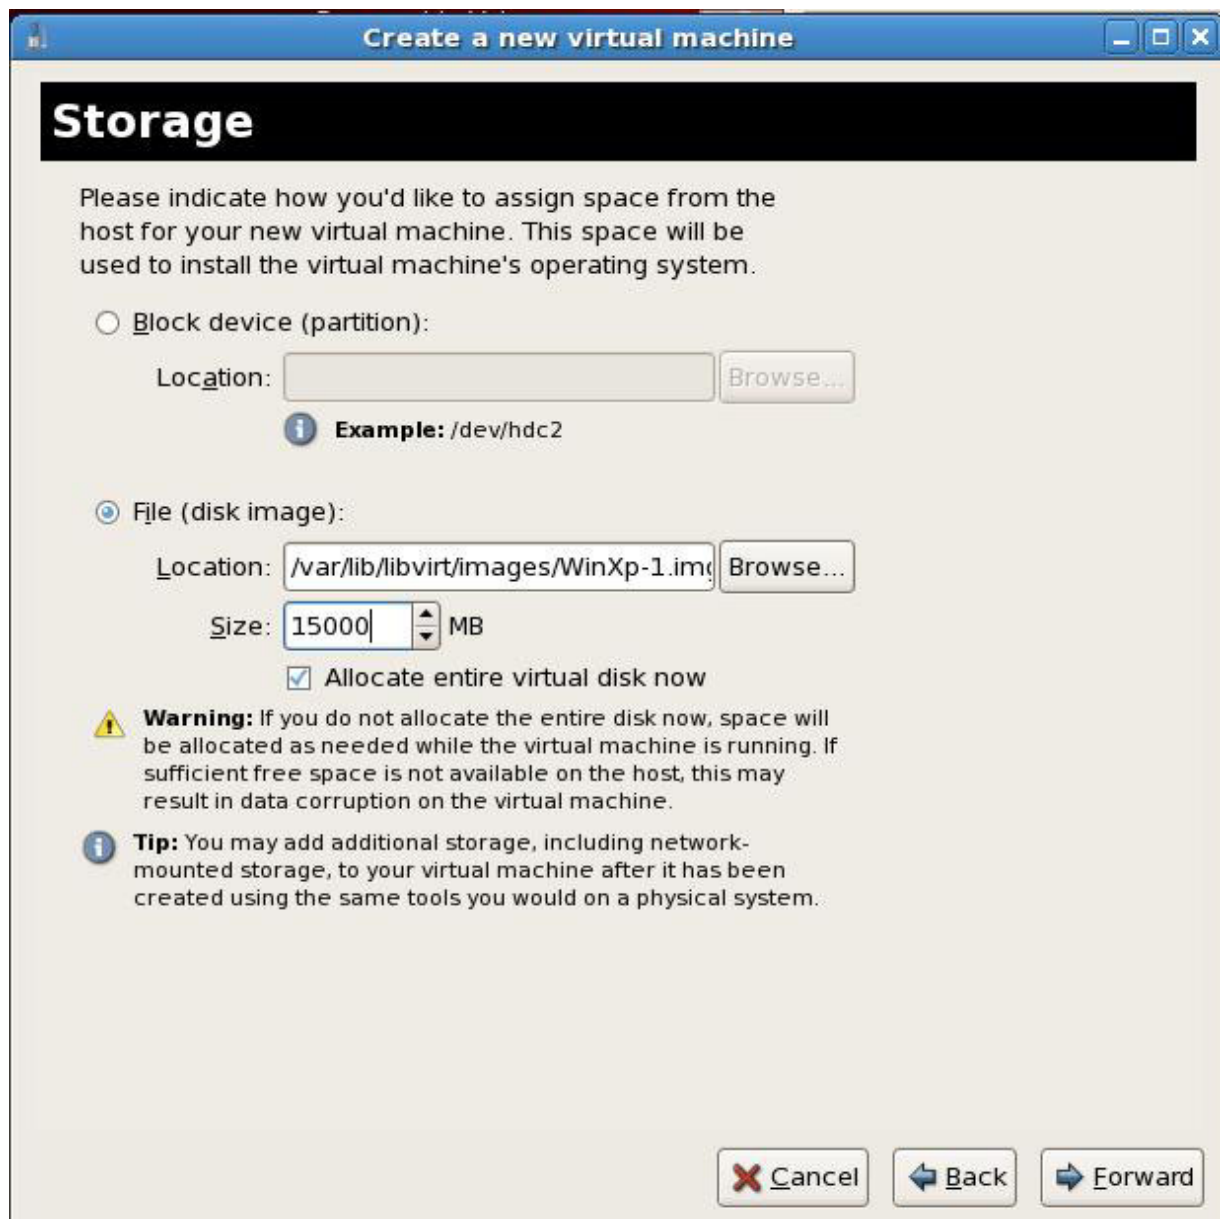 Create a new virtual machine
Storage
Please indicate how you'd like to assign space from the
host for your new virtual machine. This space will be
used to install the virtual machine's operating system.
Block device (partition):
Location:
Browse...
Example: /dev/hdc2
File (disk image):
Location: /var/lib/libvirt/images/WinXp-1.img Browse...
Size: 15000 MB
Allocate entire virtual disk now
Warning: If you do not allocate the entire disk now, space will
be allocated as needed while the virtual machine is running. If
sufficient free space is not available on the host, this may
result in data corruption on the virtual machine.
Tip: You may add additional storage, including network-
mounted storage, to your virtual machine after it has been
created using the same tools you would on a physical system.
Cancel Back Forward